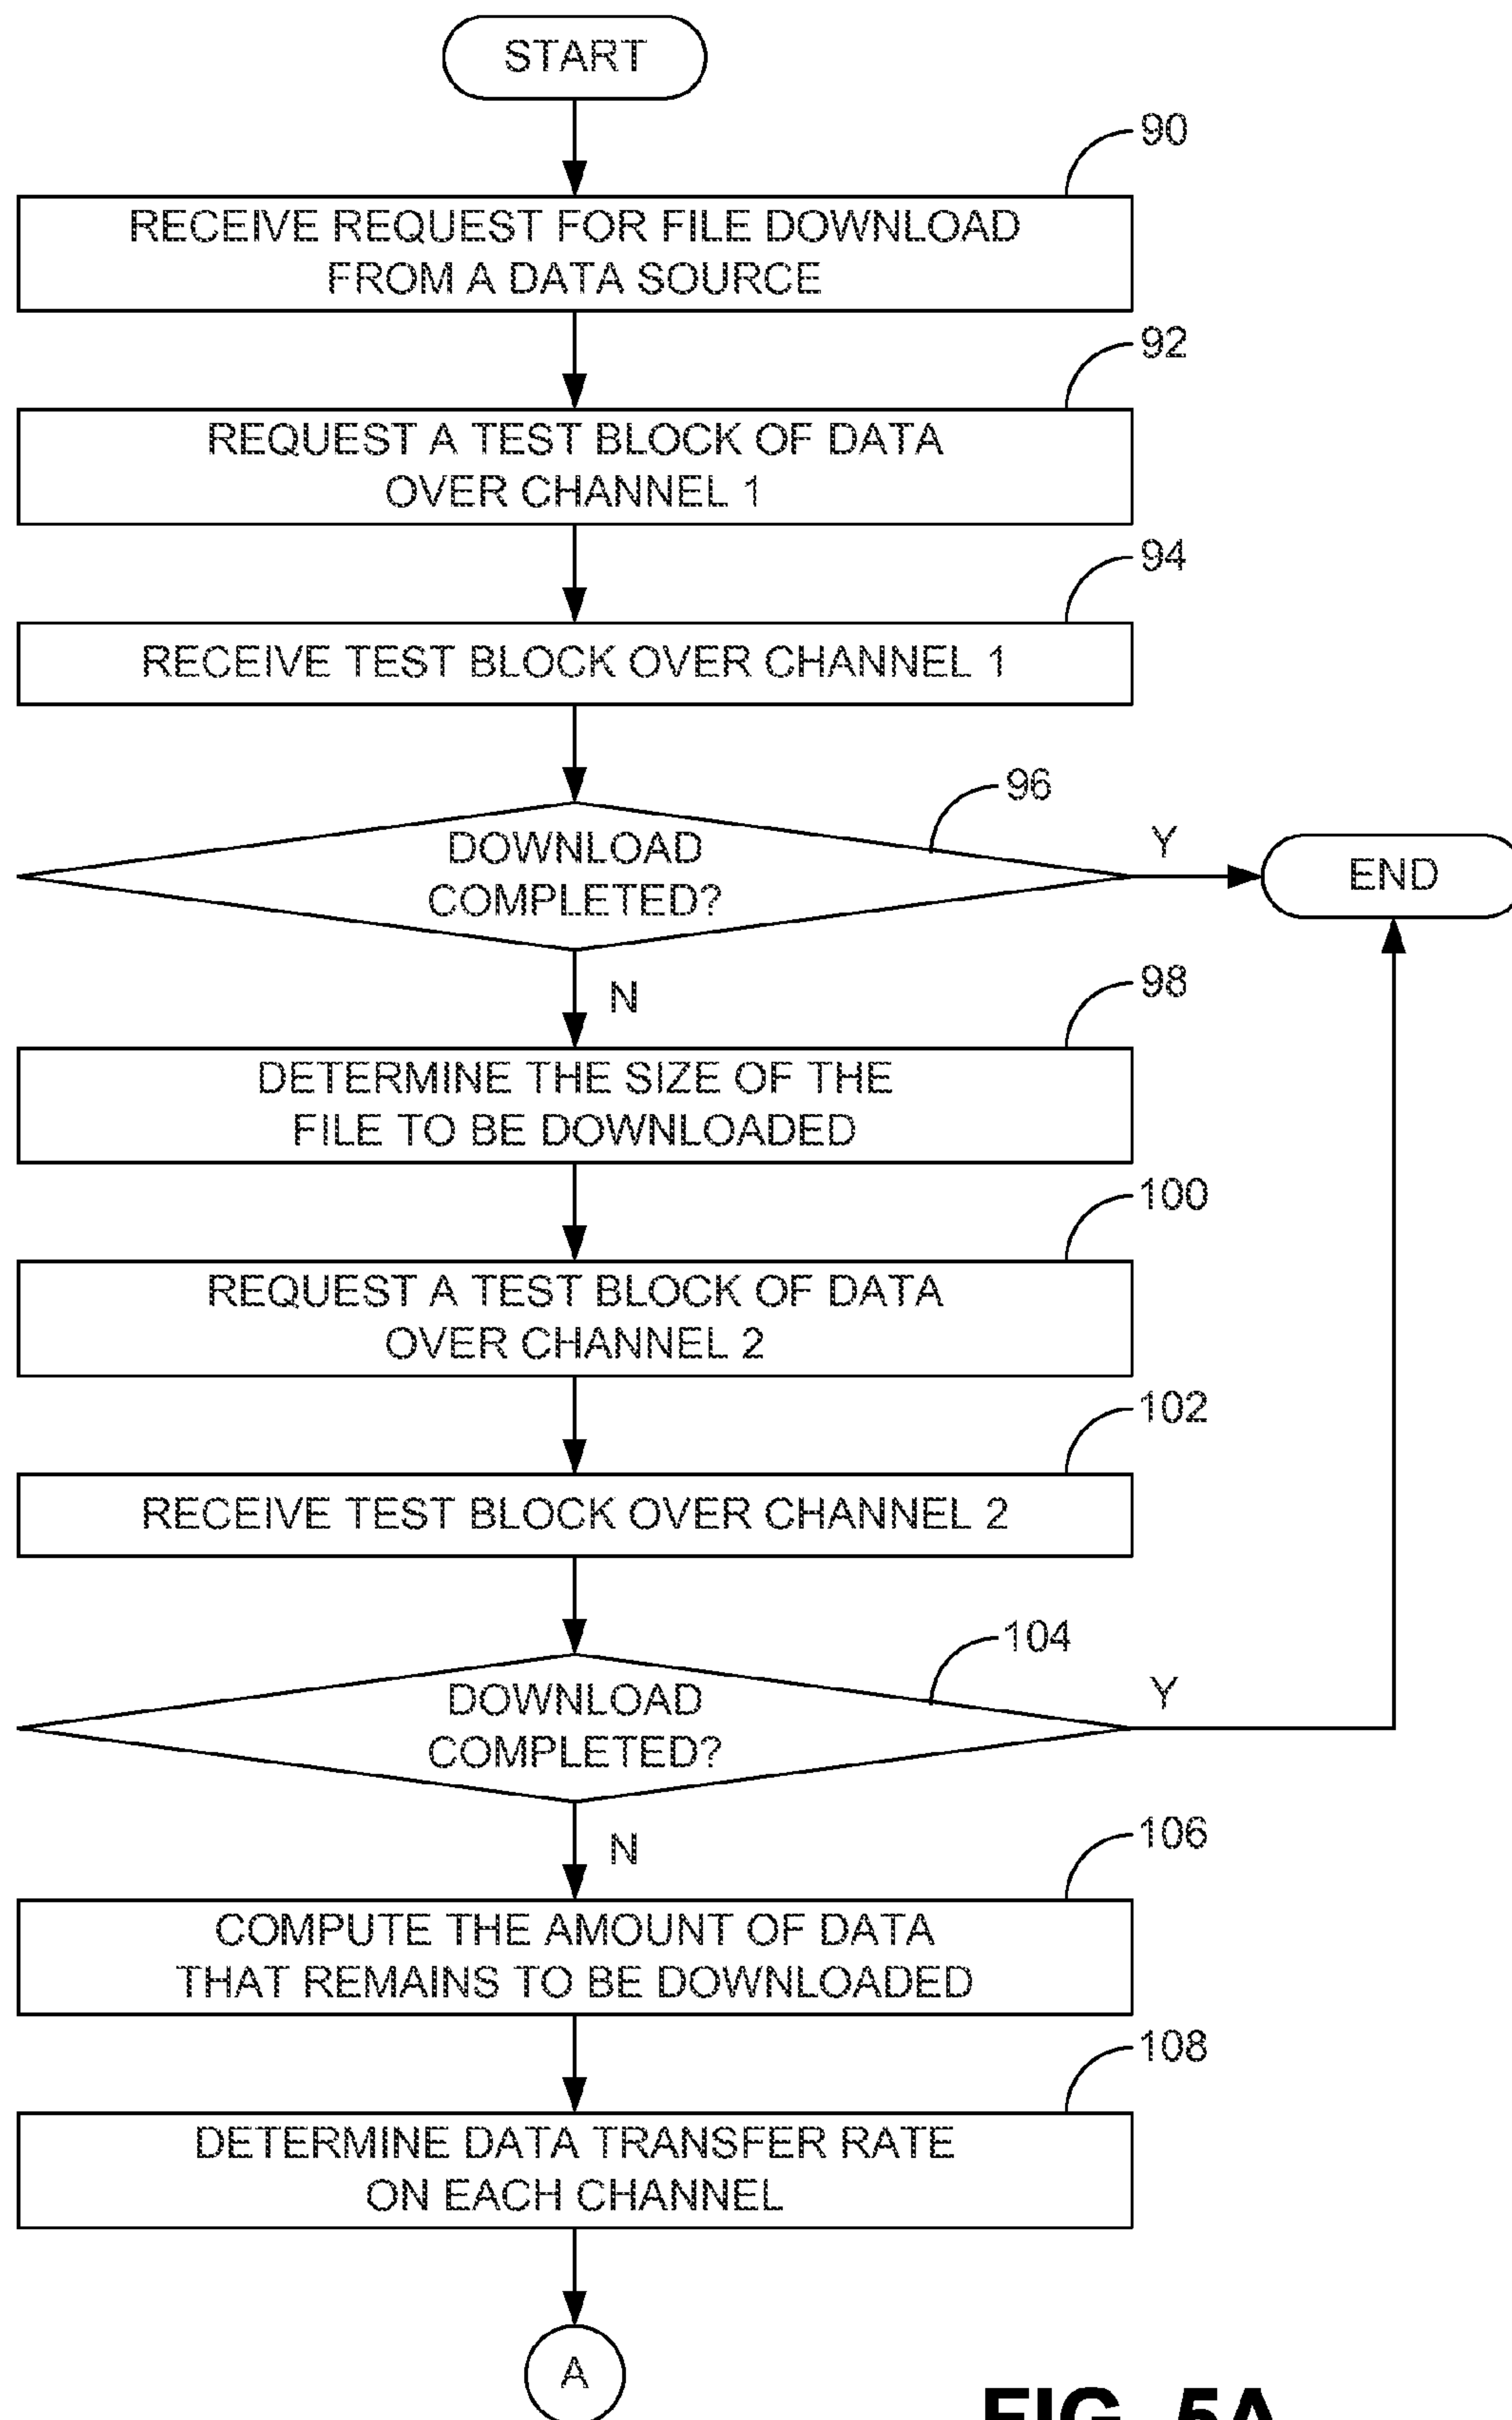 START
90
RECEIVE REQUEST FOR FILE DOWNLOAD
FROM A DATA SOURCE
92
REQUEST A TEST BLOCK OF DATA
OVER CHANNEL 1
94
RECEIVE TEST BLOCK OVER CHANNEL 1
96
DOWNLOAD
COMPLETED?
Y
END
N
98
DETERMINE THE SIZE OF THE
FILE TO BE DOWNLOADED
100
REQUEST A TEST BLOCK OF DATA
OVER CHANNEL 2
102
RECEIVE TEST BLOCK OVER CHANNEL 2
104
DOWNLOAD
COMPLETED?
Y
N
106
COMPUTE THE AMOUNT OF DATA
THAT REMAINS TO BE DOWNLOADED
108
DETERMINE DATA TRANSFER RATE
ON EACH CHANNEL
A
FIG. 5A